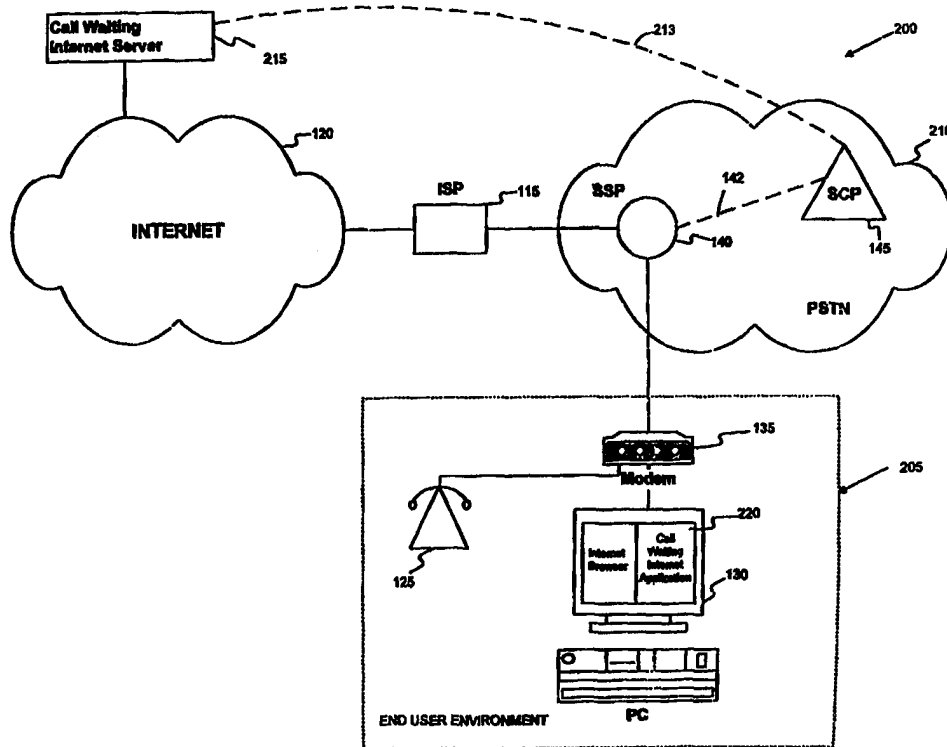 Call Waiting
Internet Server
215
213
200
120
INTERNET
ISP
115
SSP
142
140
SCP
145
210
PSTN
135
Modem
205
125
220
Internet
Browser
Call
Waiting
Internet
Application
130
PC
END USER ENVIRONMENT